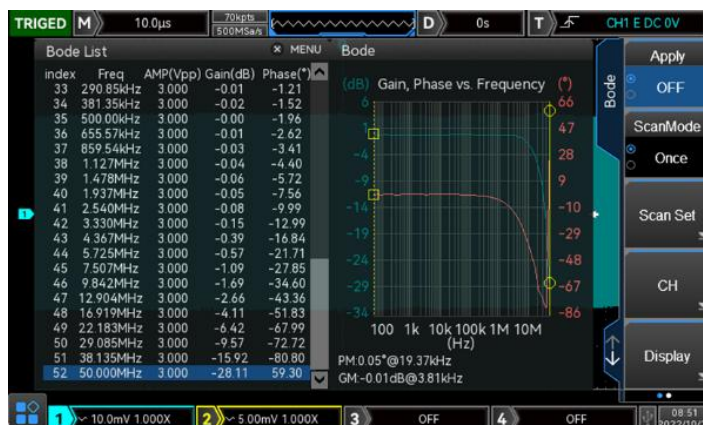 TRIGED M 10.0μs 70kpts 500MSa/s D 0s T CH1 E DC 0V
Bode List × MENU
index Freq AMP(Vpp) Gain(dB) Phase(°)
33 290.85kHz 3.000 -0.01 -1.21
34 381.35kHz 3.000 -0.02 -1.52
35 500.00kHz 3.000 -0.00 -1.96
36 655.57kHz 3.000 -0.01 -2.62
37 859.54kHz 3.000 -0.03 -3.41
38 1.127MHz 3.000 -0.04 -4.40
39 1.478MHz 3.000 -0.06 -5.72
40 1.937MHz 3.000 -0.05 -7.56
41 2.540MHz 3.000 -0.08 -9.99
42 3.330MHz 3.000 -0.15 -12.99
43 4.367MHz 3.000 -0.39 -16.84
44 5.725MHz 3.000 -0.57 -21.71
45 7.507MHz 3.000 -1.09 -27.85
46 9.842MHz 3.000 -1.69 -34.60
47 12.904MHz 3.000 -2.66 -43.36
48 16.919MHz 3.000 -4.11 -51.83
49 22.183MHz 3.000 -6.42 -67.99
50 29.085MHz 3.000 -9.57 -72.72
51 38.135MHz 3.000 -15.92 -80.80
52 50.000MHz 3.000 -28.11 59.30
Bode
(dB) Gain, Phase vs. Frequency (°)
6 66
1 47
-4 28
-9 9
-14 -10
-19 -29
-24 -48
-29 -67
-34 -86
100 1k 10k 100k 1M 10M
(Hz)
PM:0.05°@19.37kHz
GM:-0.01dB@3.81kHz
Bode
Apply
OFF
ScanMode
Once
Scan Set
CH
Display
1
1 10.0mV 1.000X 2 5.00mV 1.000X 3 OFF 4 OFF
08:51